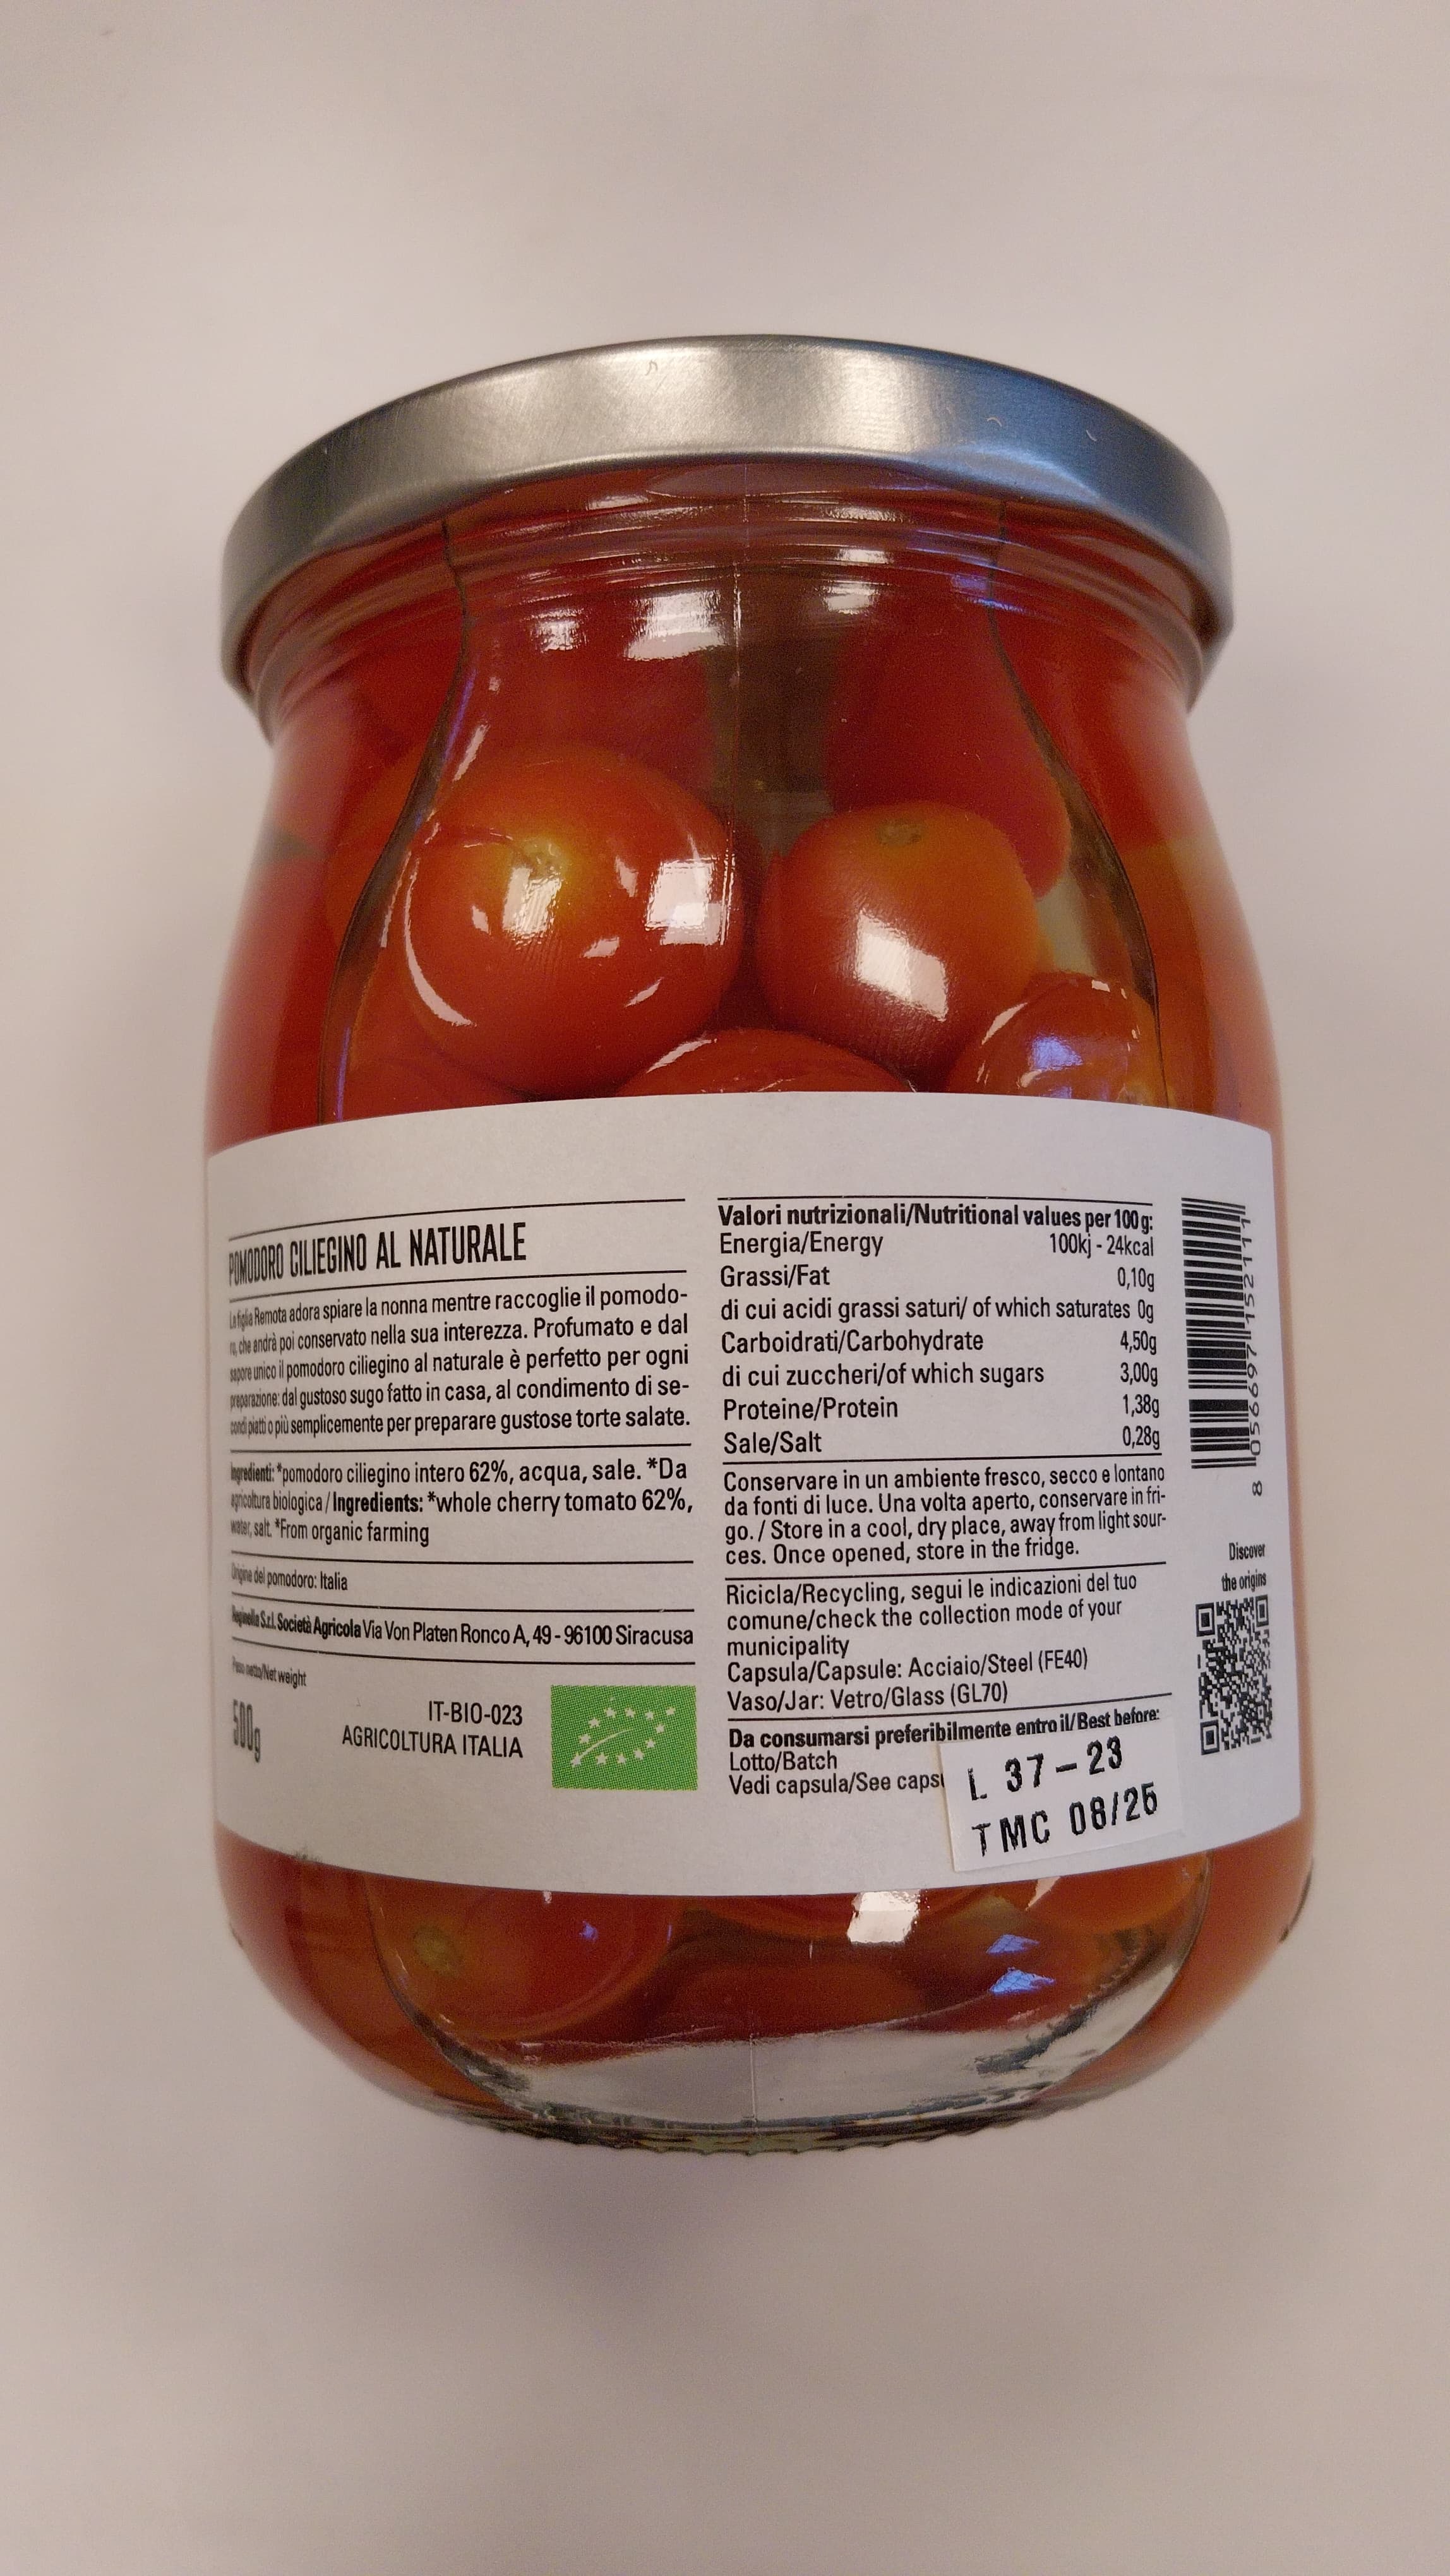 POMODORO CILIEGINO AL NATURALE
La figlia Remota adora spiare la nonna mentre raccoglie il pomodo-
ro, che andrà poi conservato nella sua interezza. Profumato e dal
sapore unico il pomodoro ciliegino al naturale è perfetto per ogni
preparazione: dal gustoso sugo fatto in casa, al condimento di se-
condi piatti o più semplicemente per preparare gustose torte salate.
Ingredienti: *pomodoro ciliegino intero 62%, acqua, sale. *Da
agricoltura biologica / Ingredients: *whole cherry tomato 62%,
water, salt. *From organic farming
Origine del pomodoro: Italia
Reginella S.r.l. Società Agricola Via Von Platen Ronco A, 49 - 96100 Siracusa
Peso netto/Net weight
500g
IT-BIO-023
AGRICOLTURA ITALIA
Valori nutrizionali/Nutritional values per 100 g:
Energia/Energy 100kj - 24kcal
Grassi/Fat 0,10g
di cui acidi grassi saturi/ of which saturates 0g
Carboidrati/Carbohydrate 4,50g
di cui zuccheri/of which sugars 3,00g
Proteine/Protein 1,38g
Sale/Salt 0,28g
Conservare in un ambiente fresco, secco e lontano
da fonti di luce. Una volta aperto, conservare in fri-
go. / Store in a cool, dry place, away from light sour-
ces. Once opened, store in the fridge.
Ricicla/Recycling, segui le indicazioni del tuo
comune/check the collection mode of your
municipality
Capsula/Capsule: Acciaio/Steel (FE40)
Vaso/Jar: Vetro/Glass (GL70)
Da consumarsi preferibilmente entro il/Best before:
Lotto/Batch
Vedi capsula/See caps
L 37-23
TMC 08/26
8 056697 152111
Discover
the origins